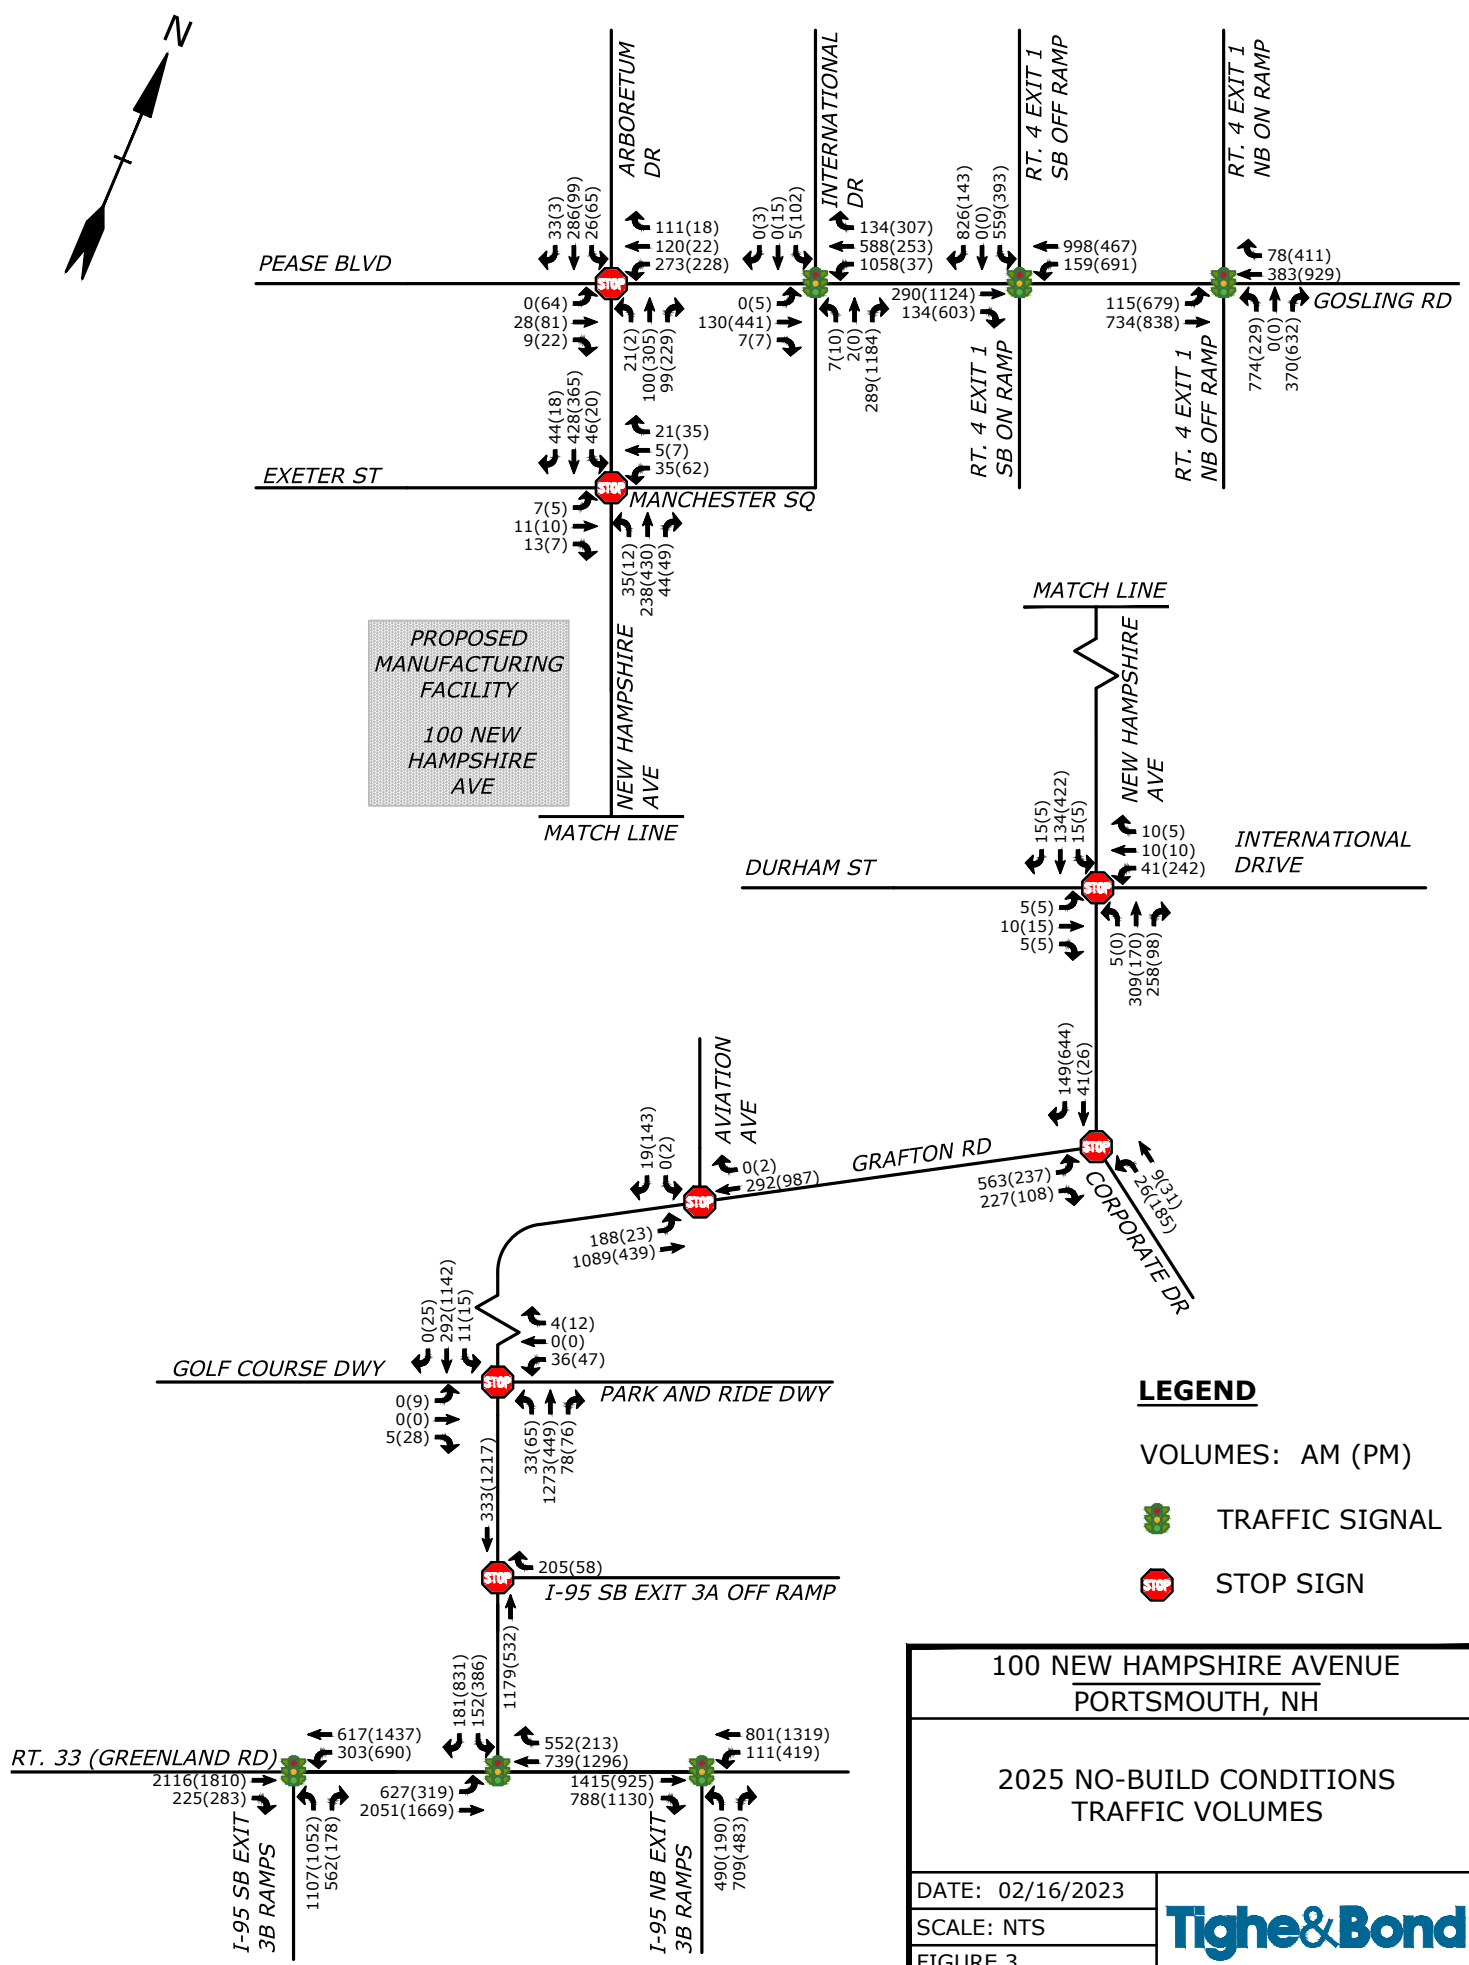 N
ARBORETUM
DR
INTERNATIONAL
DR
RT. 4 EXIT 1
SB OFF RAMP
RT. 4 EXIT 1
NB ON RAMP
33(3)
286(99)
26(65)
111(18)
120(22)
273(228)
0(3)
0(15)
5(102)
134(307)
588(253)
1058(37)
826(143)
0(0)
559(393)
998(467)
159(691)
78(411)
383(929)
PEASE BLVD
STOP
GOSLING RD
0(64)
28(81)
9(22)
21(2)
100(305)
99(229)
0(5)
130(441)
7(7)
7(10)
2(0)
289(1184)
290(1124)
134(603)
RT. 4 EXIT 1
SB ON RAMP
115(679)
734(838)
RT. 4 EXIT 1
NB OFF RAMP
774(229)
0(0)
370(632)
44(18)
428(365)
46(20)
21(35)
5(7)
35(62)
EXETER ST
STOP
MANCHESTER SQ
7(5)
11(10)
13(7)
35(12)
238(430)
44(49)
PROPOSED
MANUFACTURING
FACILITY
100 NEW
HAMPSHIRE
AVE
NEW HAMPSHIRE
AVE
MATCH LINE
MATCH LINE
NEW HAMPSHIRE
AVE
15(5)
134(422)
15(5)
10(5)
10(10)
41(242)
DURHAM ST
INTERNATIONAL
DRIVE
STOP
5(5)
10(15)
5(5)
5(0)
309(170)
258(98)
149(644)
41(26)
STOP
563(237)
227(108)
9(31)
26(185)
CORPORATE DR
GRAFTON RD
AVIATION
AVE
19(143)
0(2)
0(2)
292(987)
STOP
188(23)
1089(439)
0(25)
292(1142)
11(15)
4(12)
0(0)
36(47)
GOLF COURSE DWY
STOP
PARK AND RIDE DWY
0(9)
0(0)
5(28)
33(65)
1273(449)
78(76)
333(1217)
STOP
205(58)
I-95 SB EXIT 3A OFF RAMP
1179(532)
181(831)
152(386)
617(1437)
303(690)
552(213)
739(1296)
801(1319)
111(419)
RT. 33 (GREENLAND RD)
2116(1810)
225(283)
627(319)
2051(1669)
1415(925)
788(1130)
I-95 SB EXIT
3B RAMPS
1107(1052)
562(178)
I-95 NB EXIT
3B RAMPS
490(190)
709(483)
LEGEND
VOLUMES: AM (PM)
TRAFFIC SIGNAL
STOP
STOP SIGN
100 NEW HAMPSHIRE AVENUE
PORTSMOUTH, NH
2025 NO-BUILD CONDITIONS
TRAFFIC VOLUMES
DATE: 02/16/2023
SCALE: NTS
FIGURE 3
Tighe&Bond